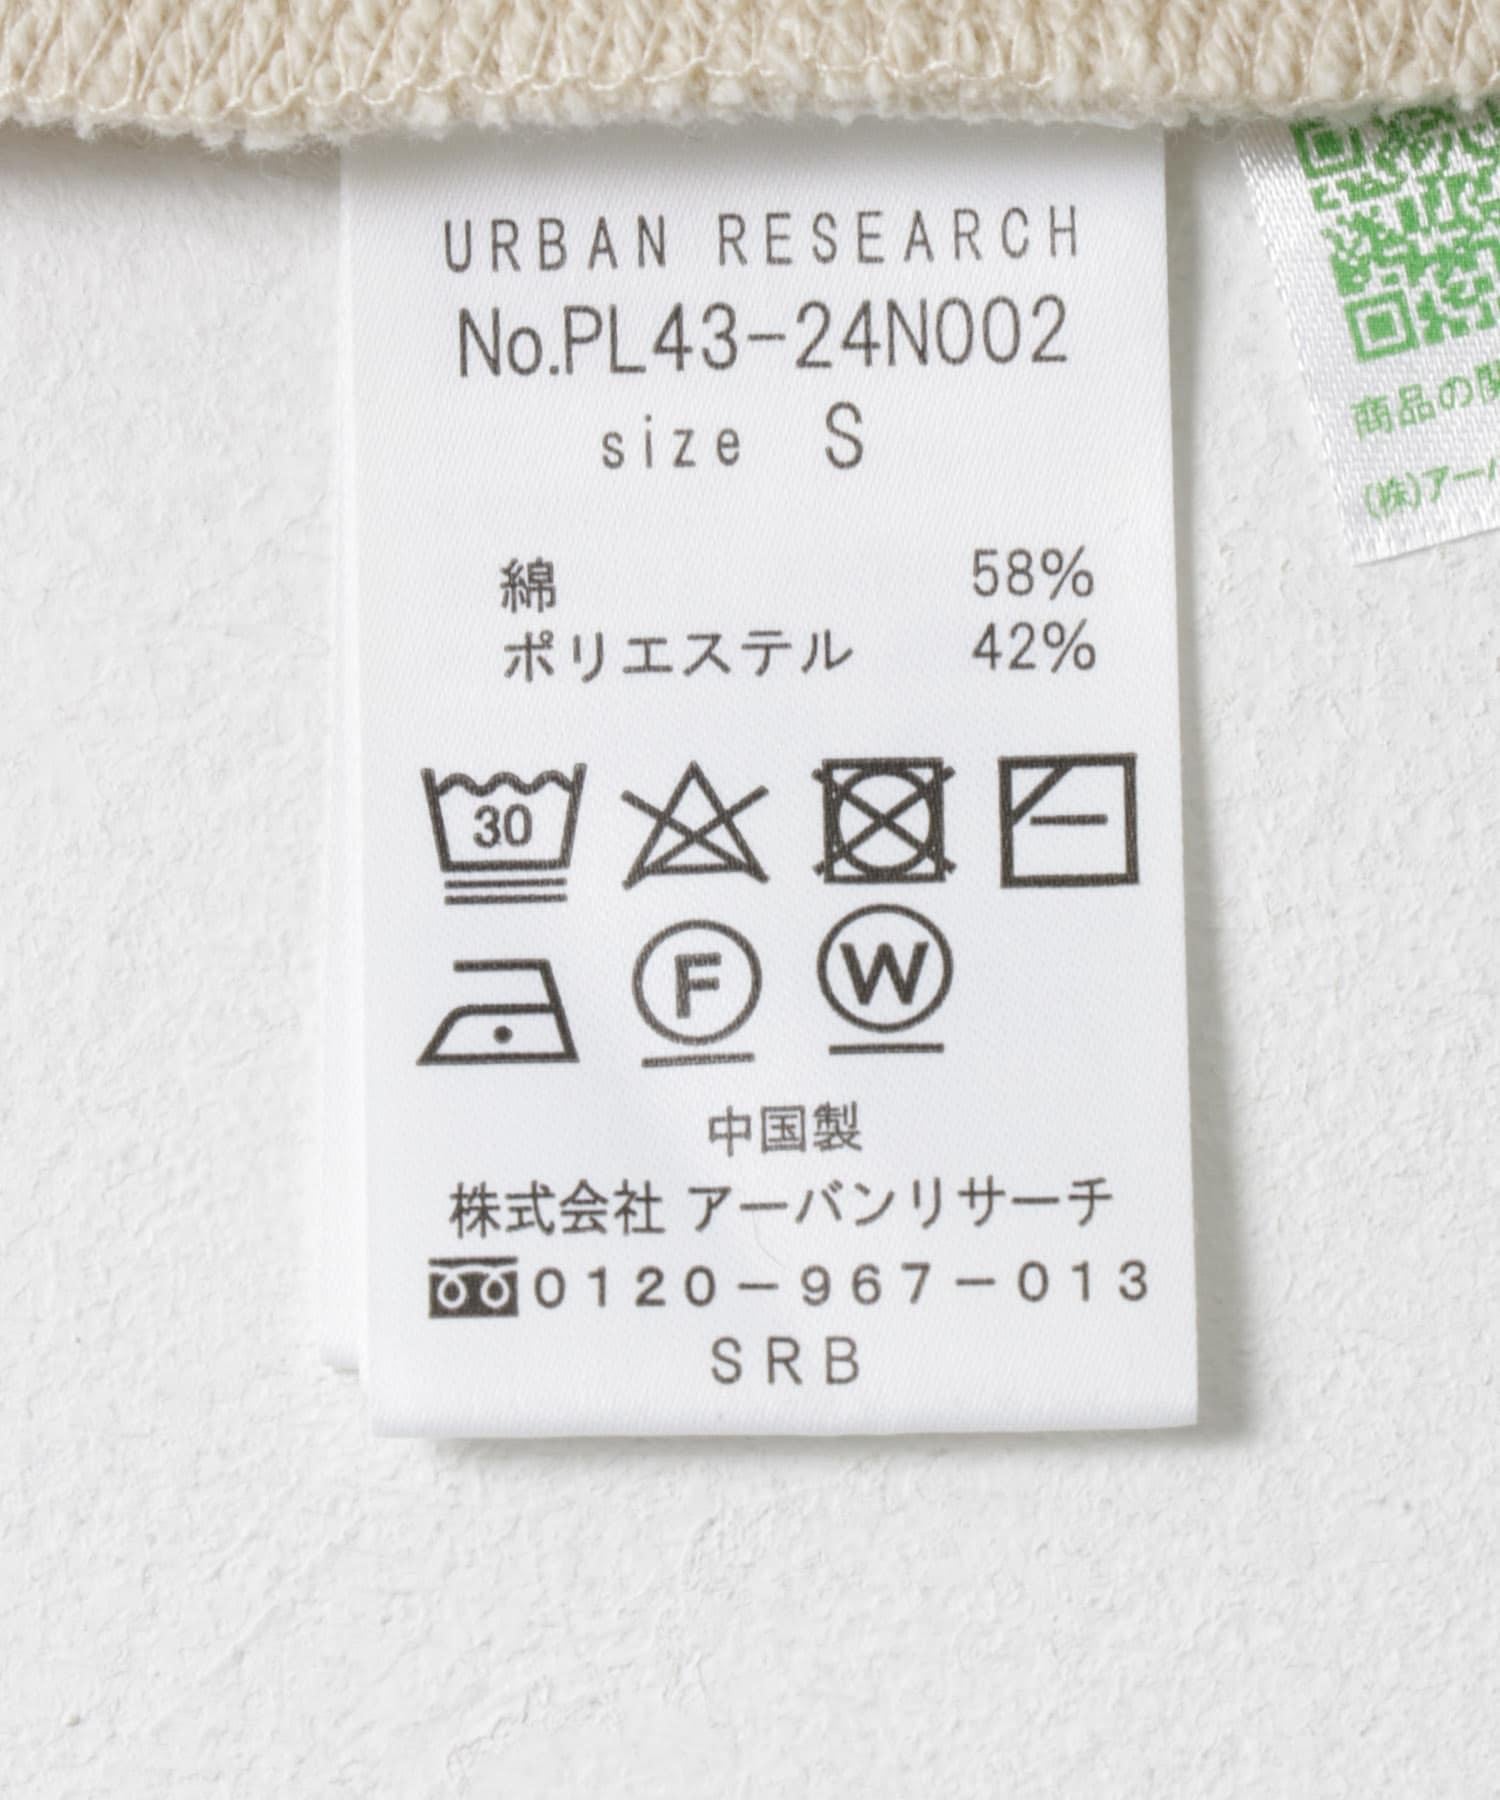 URBAN RESEARCH
No.PL43-24N002
size S
綿 58%
ポリエステル 42%
30
F
W
中国製
株式会社 アーバンリサーチ
0120-967-013
SRB
商品の関
(株)アー